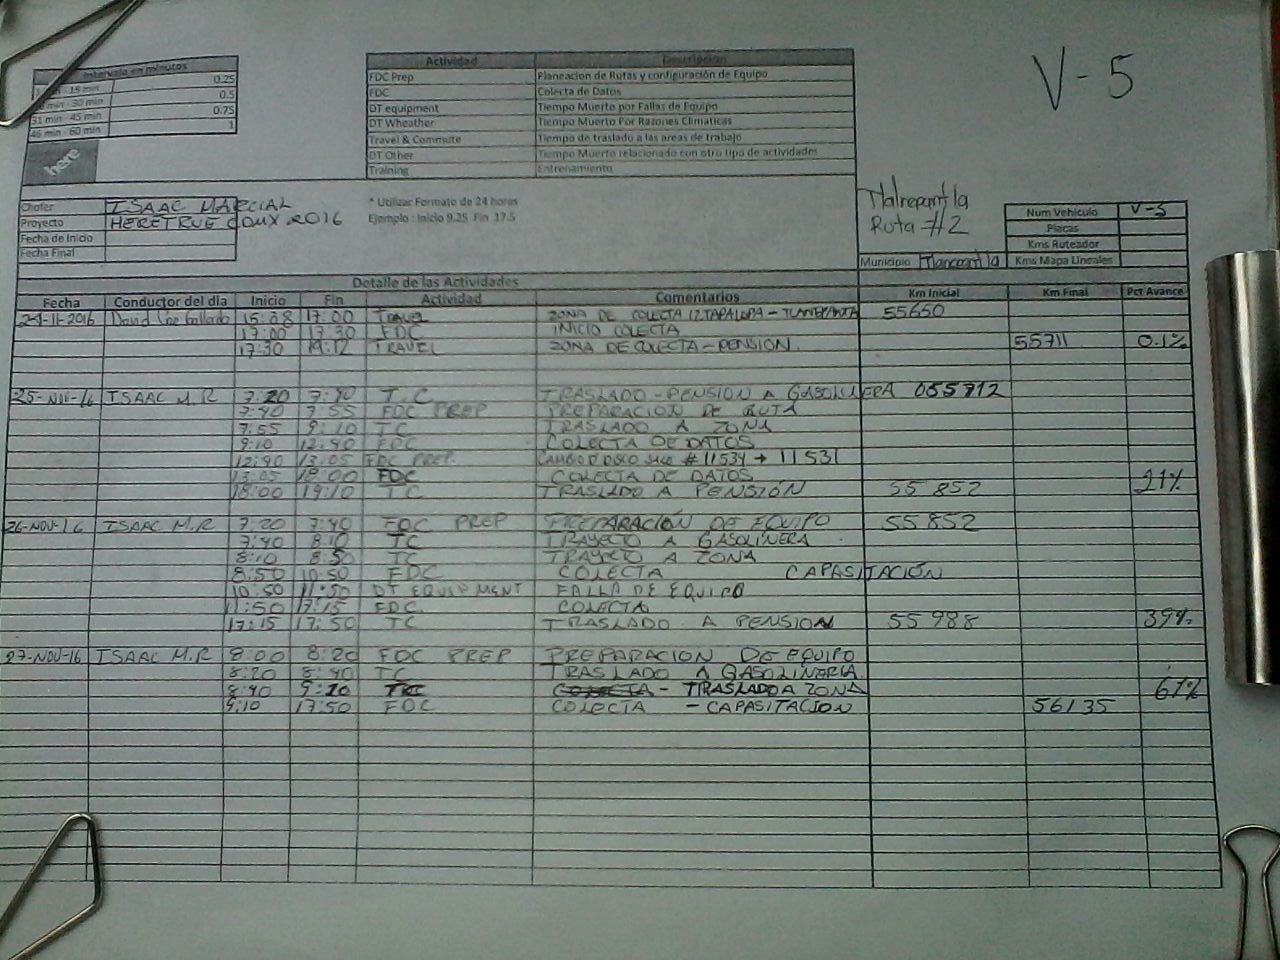 V-5
Intervalo en minutos
15 min 0.25
min - 30 min 0.5
31 min - 45 min 0.75
46 min - 60 min 1
here
Actividad Descripcion
FDC Prep Planeacion de Rutas y configuración de Equipo
FDC Colecta de Datos
DT equipment Tiempo Muerto por Fallas de Equipo
DT Wheather Tiempo Muerto Por Razones Climaticas
Travel & Commute Tiempo de traslado a las areas de trabajo
DT Other Tiempo Muerto relacionado con otro tipo de actividades
Training Entrenamiento
Chofer ISAAC MARCIAL
Proyecto HERETRUE CDMX 2016
Fecha de Inicio
Fecha Final
* Utilizar Formato de 24 horas
Ejemplo : Inicio 9.25 Fin 17.5
Tlalnepantla
Ruta #2
Municipio Tlalnepantla
Num Vehiculo V-5
Placas
Kms Ruteador
Kms Mapa Lineales
Detalle de las Actividades
Fecha Conductor del dia Inicio Fin Actividad Comentarios Km Inicial Km Final Pct Avance
24-11-2016 David 15:08 17:00 TRAVEL ZONA DE COLECTA IZTAPALAPA - TLANEPANTLA 55650
17:00 17:30 FDC INICIO COLECTA
17:30 19:12 TRAVEL ZONA DE COLECTA - PENSION. 55711 0.1%
25-NOV-16 ISAAC M.R 7:20 7:40 T.C TRASLADO - PENSION A GASOLINERA 055712
7:40 7:55 FDC PREP PREPARACION DE RUTA
7:55 9:10 TC TRASLADO A ZONA
9:10 12:40 FDC COLECTA DE DATOS
12:40 13:05 FDC PREP. CAMBIO DISCO # 11534 → 11531
13:05 18:00 FDC COLECTA DE DATOS
18:00 19:10 TC TRASLADO A PENSIÓN 55 852 21%
26-NOV-16 ISAAC M.R 7:20 7:40 FDC PREP PREPARACIÓN DE EQUIPO 55852
7:40 8:10 TC TRAYECTO A GASOLINERA
8:10 8:50 TC TRAYECTO A ZONA
8:50 10:50 FDC COLECTA CAPASITACIÓN
10:50 11:50 DT EQUIPMENT FALLA DE EQUIPO
11:50 17:15 FDC. COLECTA
17:15 17:50 TC TRASLADO A PENSION 55 988 39%
27-NOV-16 ISAAC M.R 8:00 8:20 FDC PREP PREPARACION DE EQUIPO
8:20 8:40 TC TRASLADO A GASOLINERIA
8:40 9:10 TC COLECTA - TRASLADO A ZONA 61%
9:10 17:50 FDC COLECTA - CAPASITACION 56135